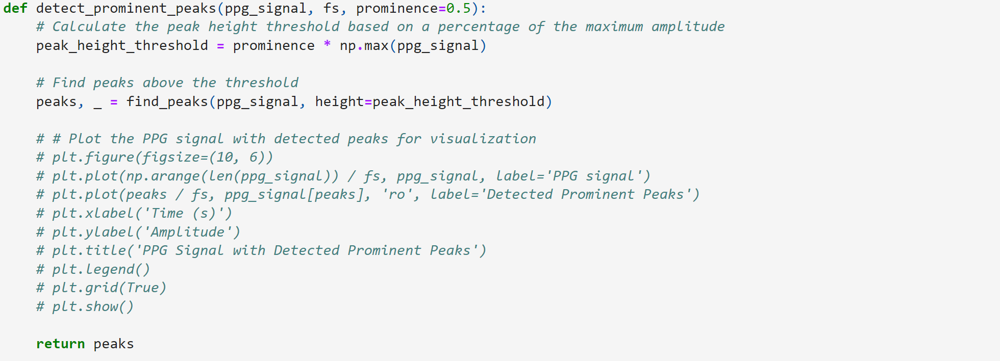 def detect_prominent_peaks(ppg_signal, fs, prominence=0.5):
    # Calculate the peak height threshold based on a percentage of the maximum amplitude
    peak_height_threshold = prominence * np.max(ppg_signal)

    # Find peaks above the threshold
    peaks, _ = find_peaks(ppg_signal, height=peak_height_threshold)

    # # Plot the PPG signal with detected peaks for visualization
    # plt.figure(figsize=(10, 6))
    # plt.plot(np.arange(len(ppg_signal)) / fs, ppg_signal, label='PPG signal')
    # plt.plot(peaks / fs, ppg_signal[peaks], 'ro', label='Detected Prominent Peaks')
    # plt.xlabel('Time (s)')
    # plt.ylabel('Amplitude')
    # plt.title('PPG Signal with Detected Prominent Peaks')
    # plt.legend()
    # plt.grid(True)
    # plt.show()

    return peaks